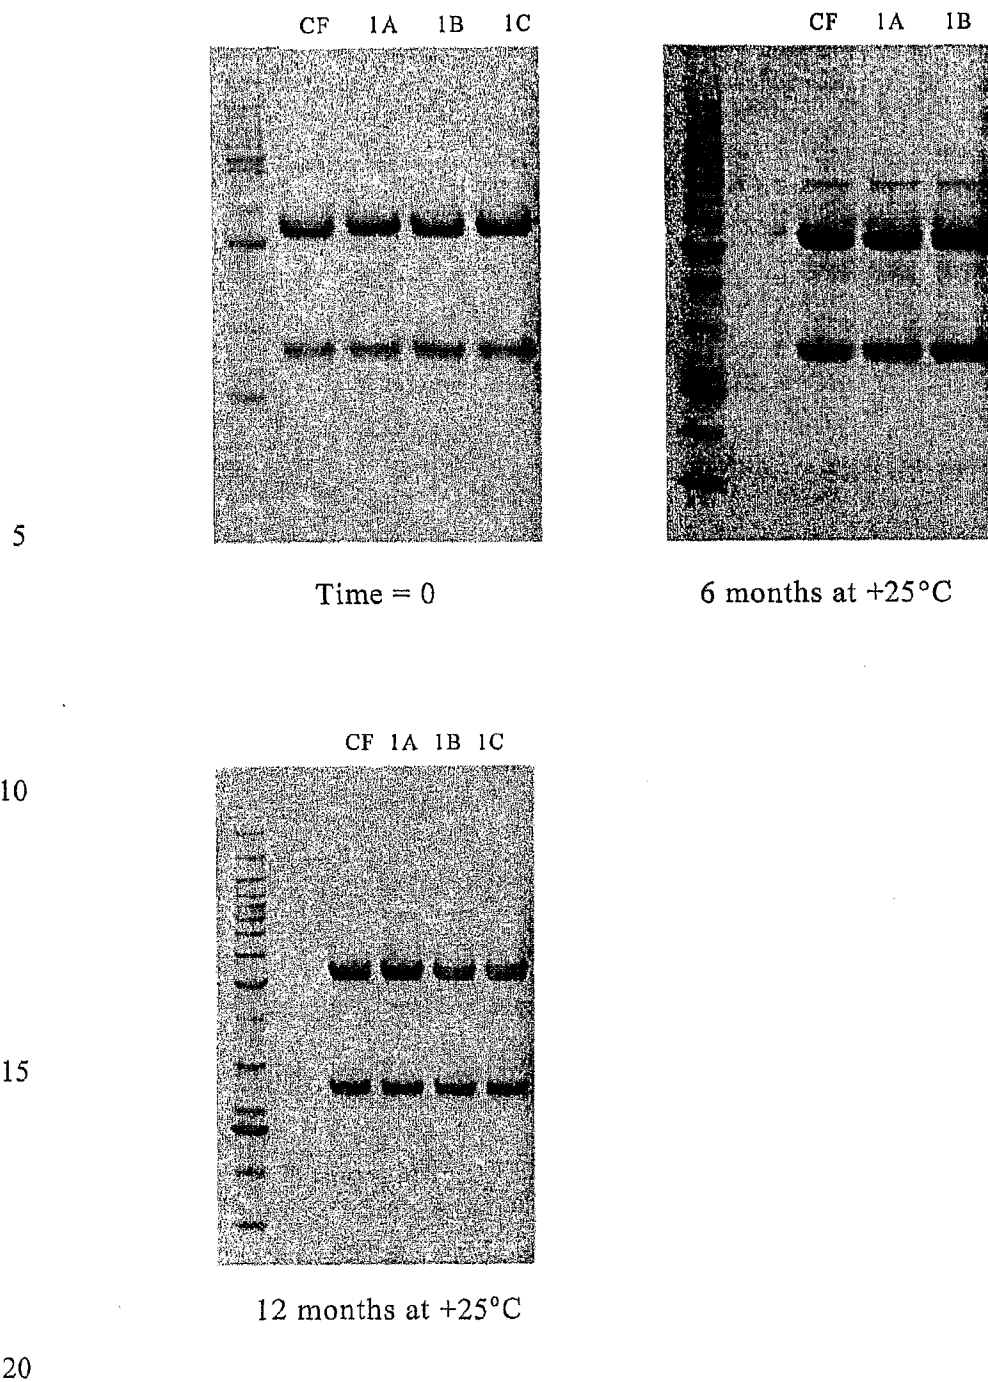 CF 1A 1B 1C
CF 1A 1B
5
Time = 0
6 months at +25°C
CF 1A 1B 1C
10
15
12 months at +25°C
20